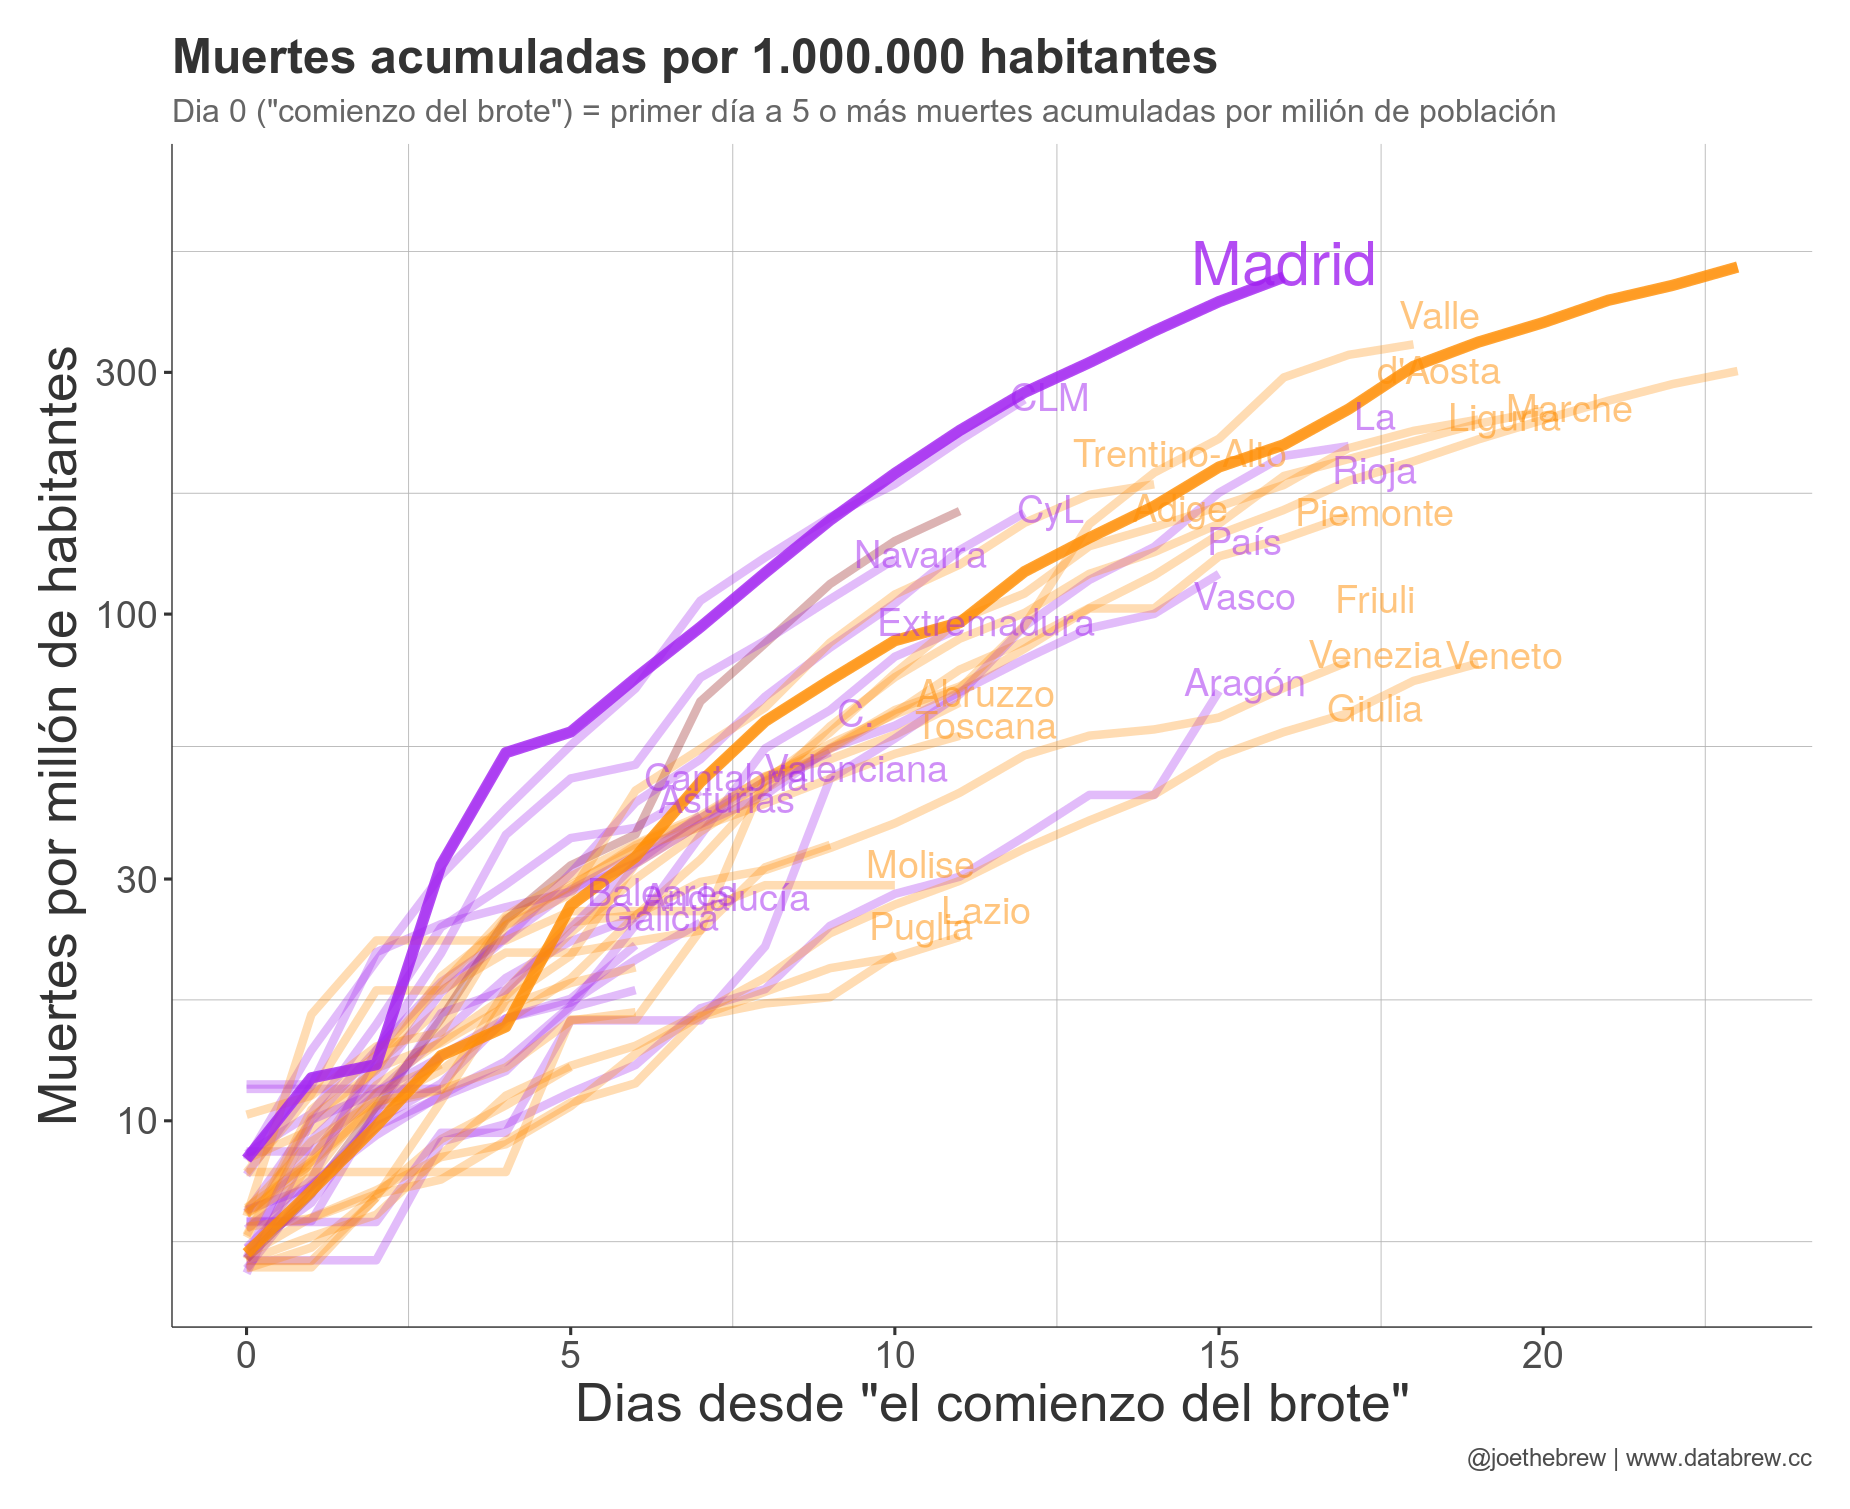 Muertes acumuladas por 1.000.000 habitantes
Dia 0 ("comienzo del brote") = primer día a 5 o más muertes acumuladas por milión de población
Muertes por millón de habitantes
300
100
30
10
Madrid
Valle
d'Aosta
CLM
La
Rioja
Liguria
Marche
Trentino-Alto
Adige
CyL
Piemonte
Navarra
País
Vasco
Extremadura
Friuli
Venezia
Giulia
Veneto
Aragón
Abruzzo
C.
Valenciana
Toscana
Cantabria
Asturias
Molise
Baleares
Andalucía
Galicia
Lazio
Puglia
0
5
10
15
20
Dias desde "el comienzo del brote"
@joethebrew | www.databrew.cc